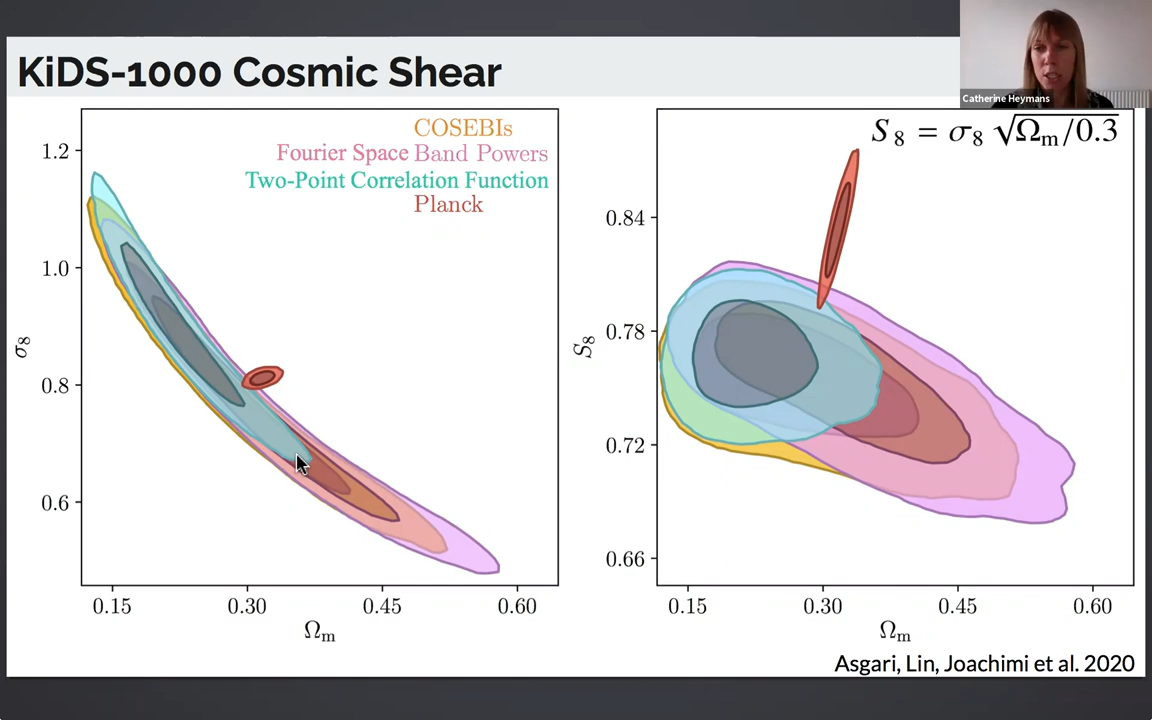 KiDS-1000 Cosmic Shear
Catherine Heymans
COSEBIs
Fourier Space Band Powers
Two-Point Correlation Function
Planck
1.2
1.0
0.8
0.6
σ8
0.15 0.30 0.45 0.60
Ωm
S8 = σ8 √Ωm/0.3
0.84
0.78
0.72
0.66
S8
0.15 0.30 0.45 0.60
Ωm
Asgari, Lin, Joachimi et al. 2020